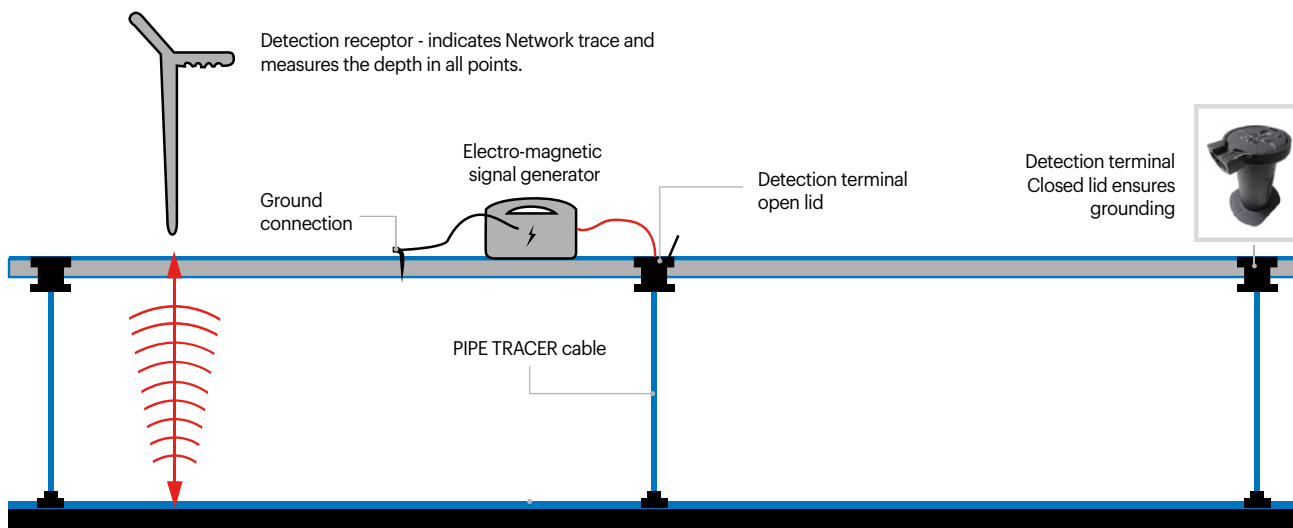 Detection receptor - indicates Network trace and
measures the depth in all points.
Electro-magnetic
signal generator
Ground
connection
Detection terminal
open lid
Detection terminal
Closed lid ensures
grounding
PIPE TRACER cable